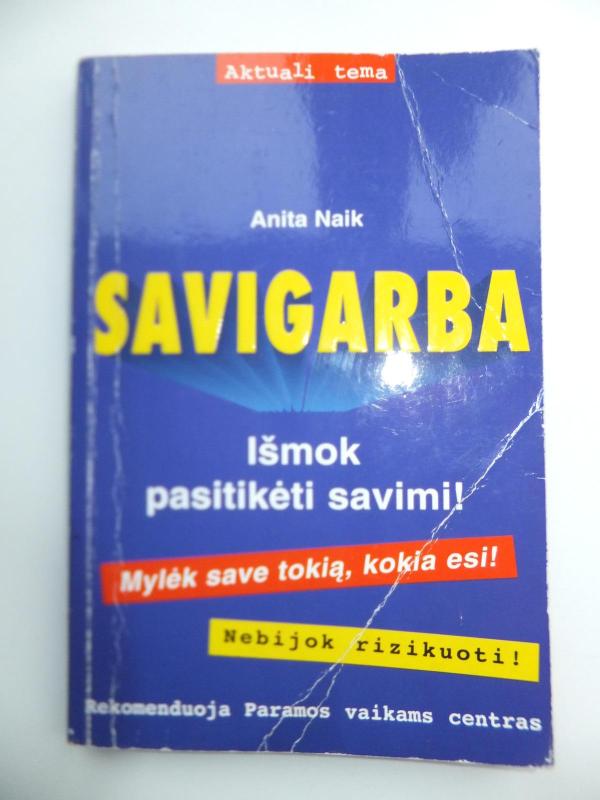 Aktuali tema
Anita Naik
SAVIGARBA
Išmok
pasitikėti savimi!
Mylėk save tokią, kokia esi!
Nebijok rizikuoti!
Rekomenduoja Paramos vaikams centras